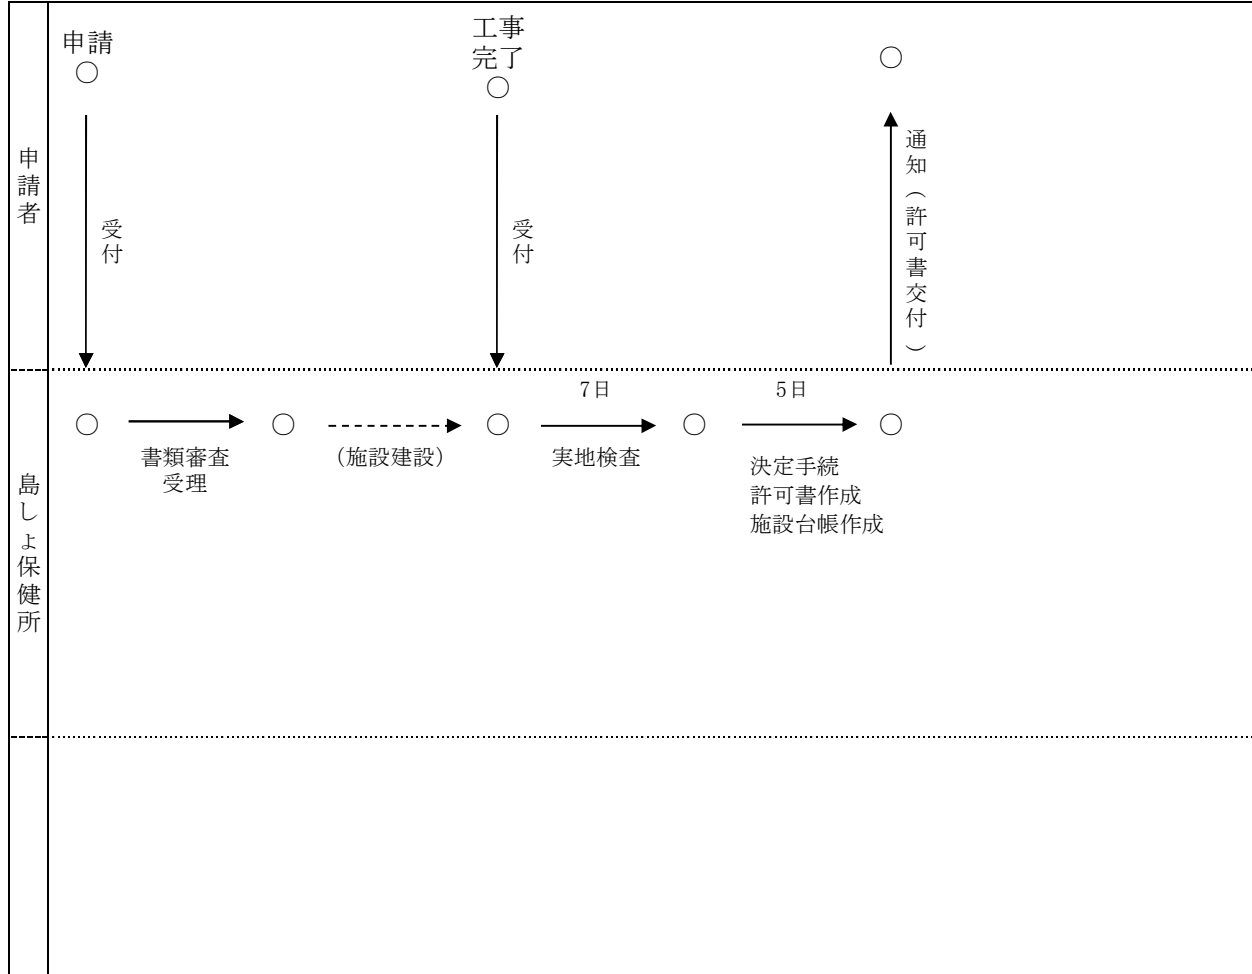 申請
工事
完了
申請者
受付
受付
通知（許可書交付）
島しょ保健所
7日
5日
書類審査
受理
（施設建設）
実地検査
決定手続
許可書作成
施設台帳作成